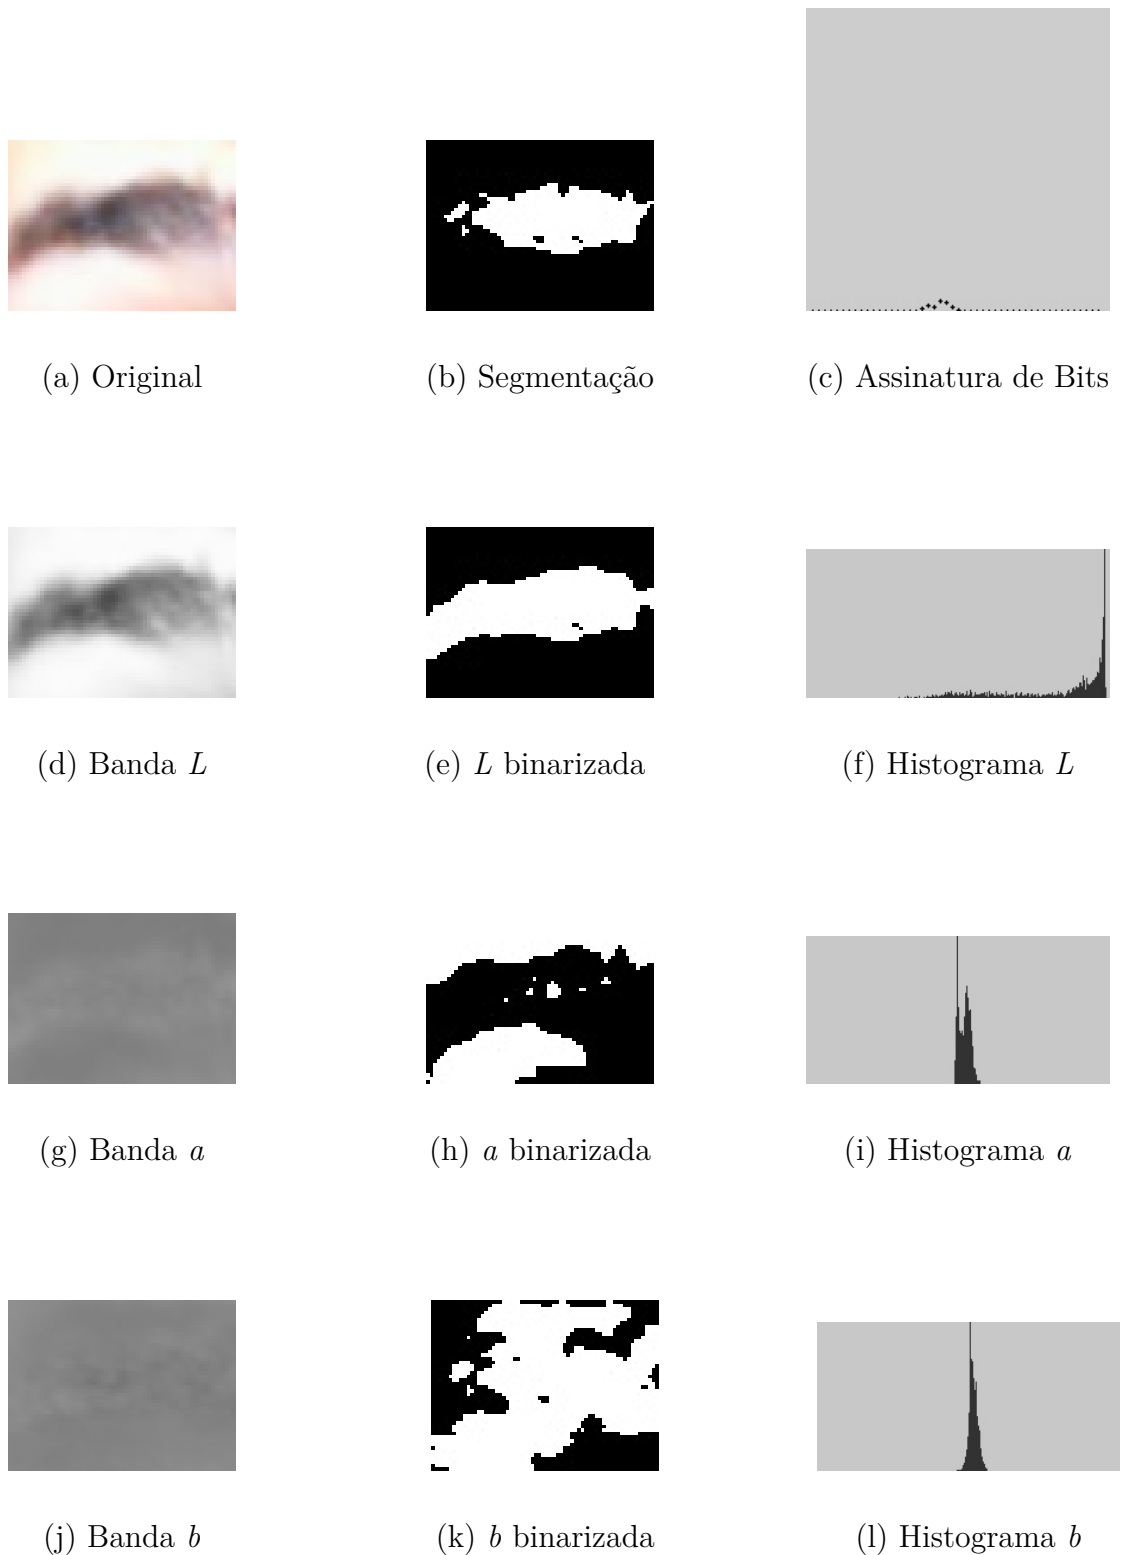 (a) Original
(b) Segmentação
(c) Assinatura de Bits
(d) Banda L
(e) L binarizada
(f) Histograma L
(g) Banda a
(h) a binarizada
(i) Histograma a
(j) Banda b
(k) b binarizada
(l) Histograma b